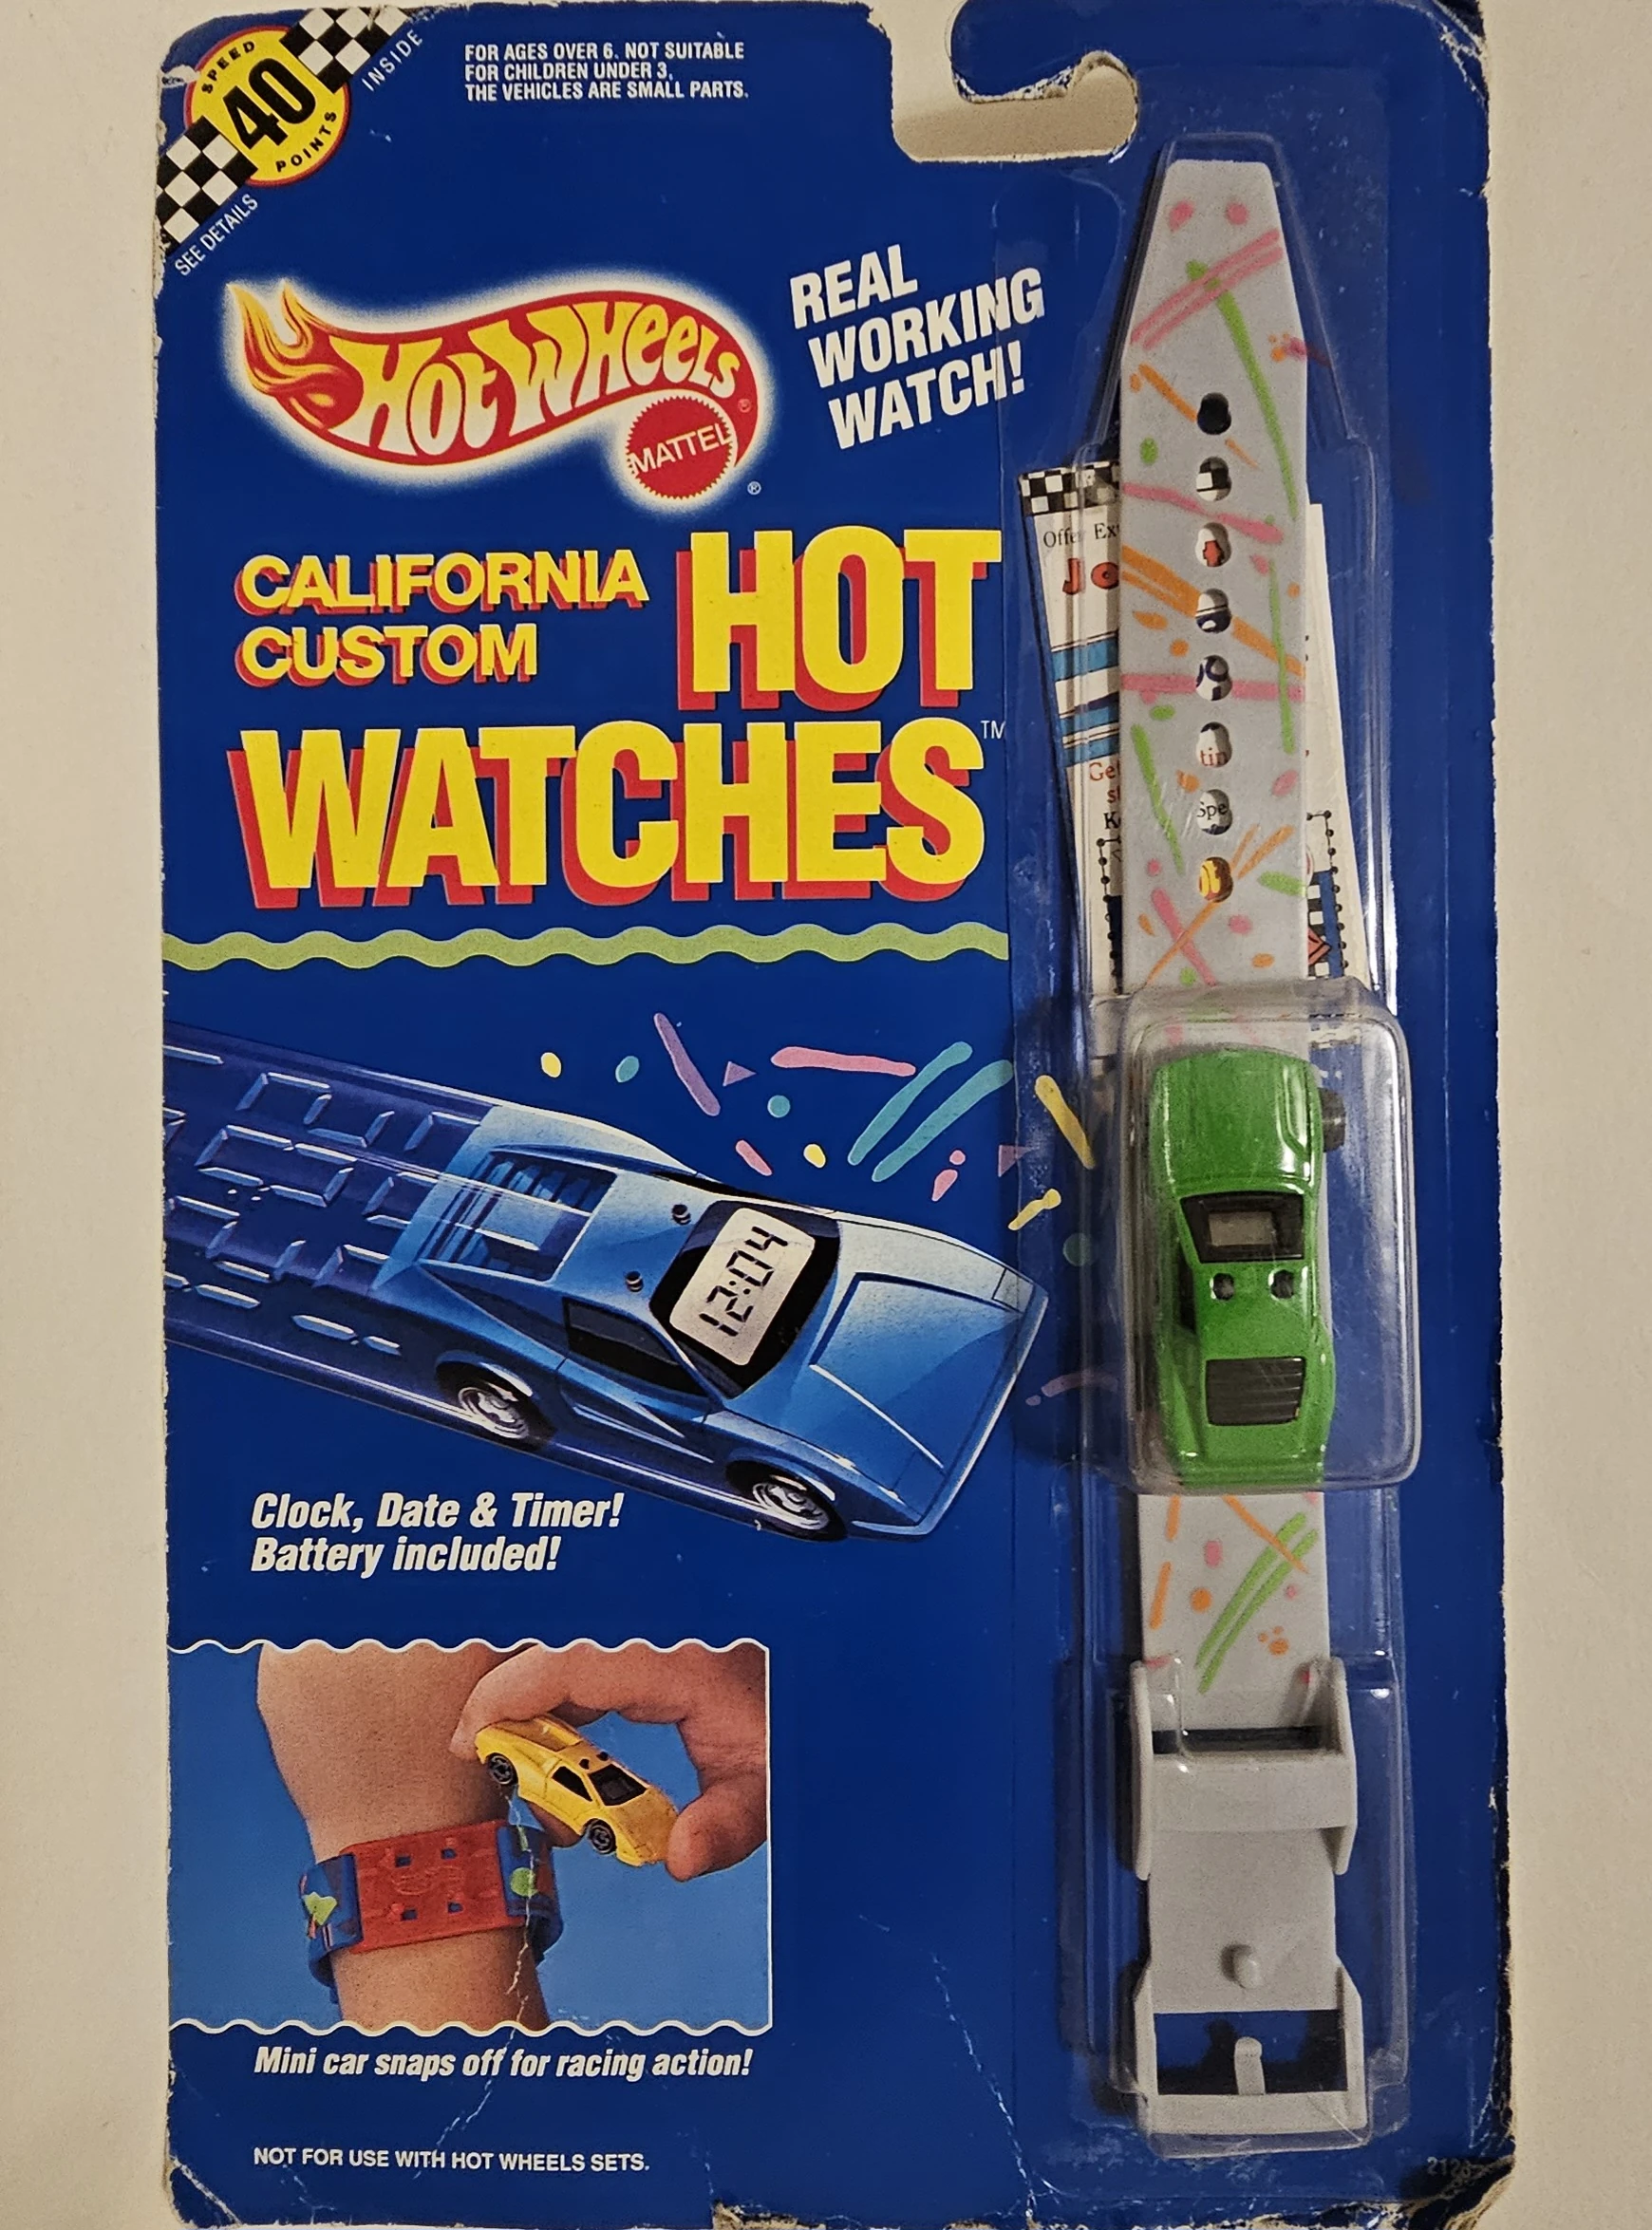 SPEED
40
POINTS
INSIDE
SEE DETAILS
FOR AGES OVER 6. NOT SUITABLE
FOR CHILDREN UNDER 3.
THE VEHICLES ARE SMALL PARTS.
HOT WHEELS
®
MATTEL
®
REAL
WORKING
WATCH!
CALIFORNIA
CUSTOM
HOT
WATCHES™
12:04
Clock, Date & Timer!
Battery included!
Mini car snaps off for racing action!
NOT FOR USE WITH HOT WHEELS SETS.